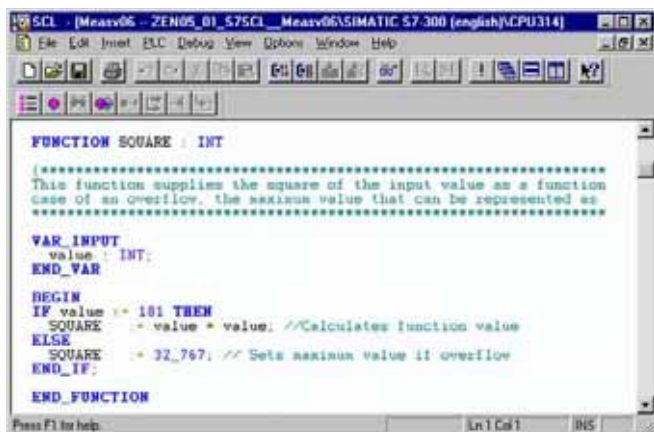 SCL - [Measv06 -- ZEN05_01_S7SCL__Measv06\SIMATIC S7-300 (english)\CPU314]
File Edit Insert PLC Debug View Options Window Help
FUNCTION SQUARE : INT
(*****************************************************************
This function supplies the square of the input value as a function
case of an overflow, the maximum value that can be represented as
******************************************************************
VAR_INPUT
value : INT;
END_VAR
BEGIN
IF value <= 181 THEN
SQUARE := value * value; //Calculates function value
ELSE
SQUARE := 32_767; // Sets maximum value if overflow
END_IF;
END_FUNCTION
Press F1 for help.
Ln 1 Col 1
INS